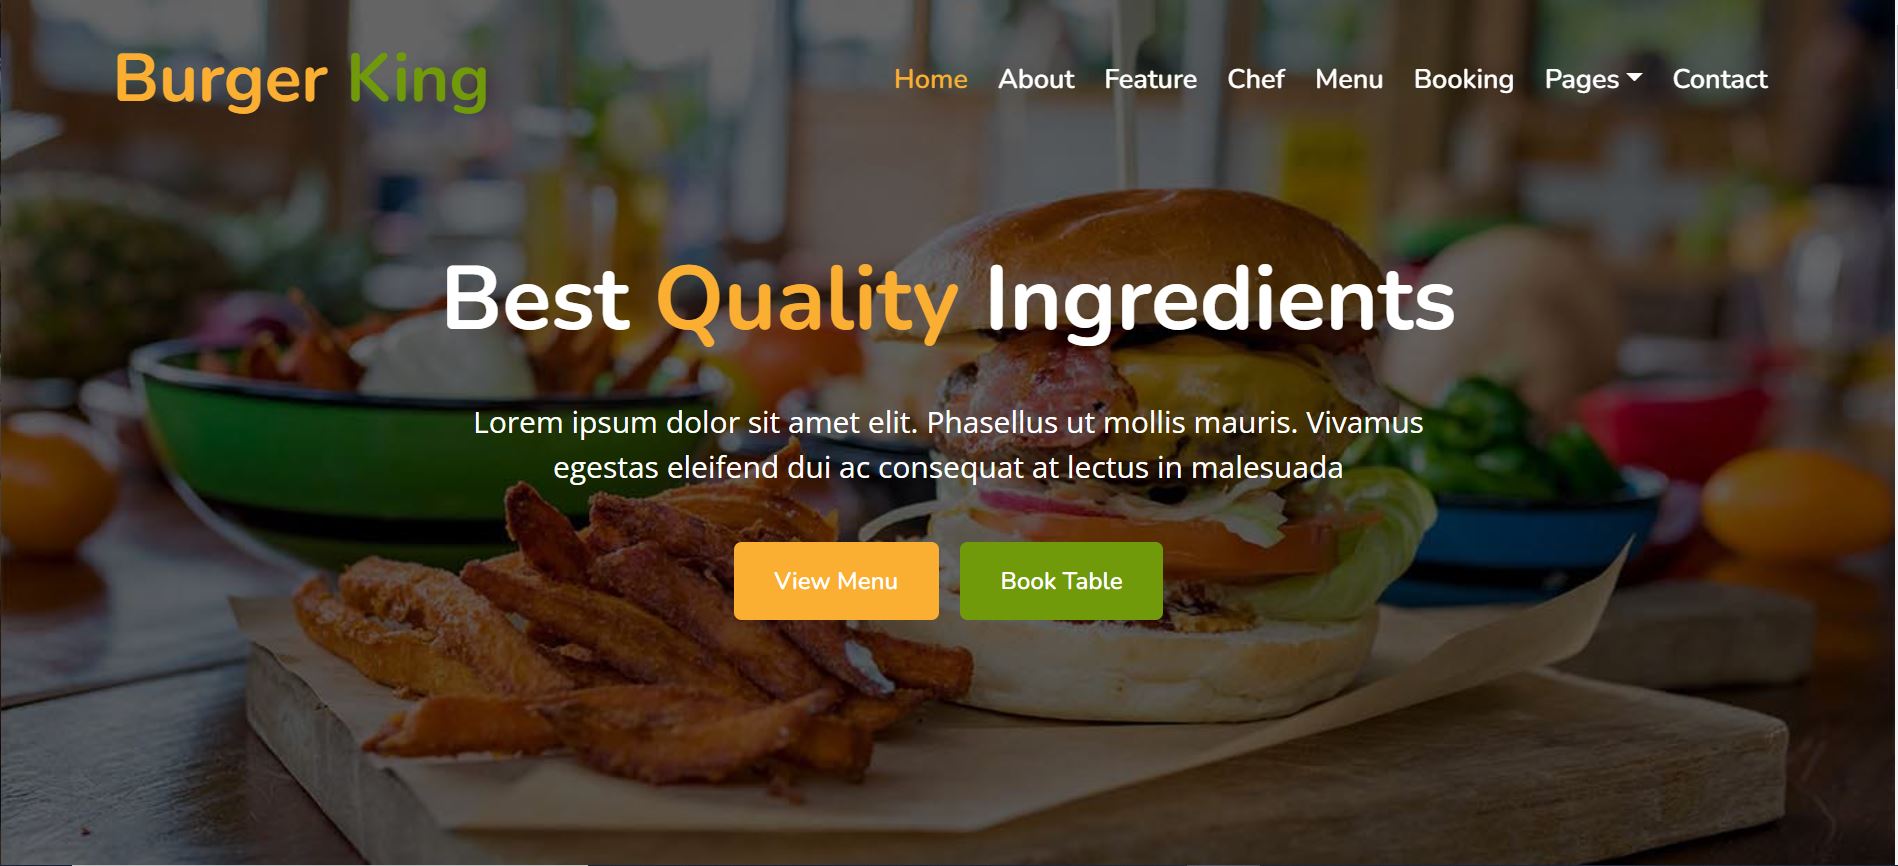 Burger King
Home About Feature Chef Menu Booking Pages Contact
Best Quality Ingredients
Lorem ipsum dolor sit amet elit. Phasellus ut mollis mauris. Vivamus
egestas eleifend dui ac consequat at lectus in malesuada
View Menu Book Table